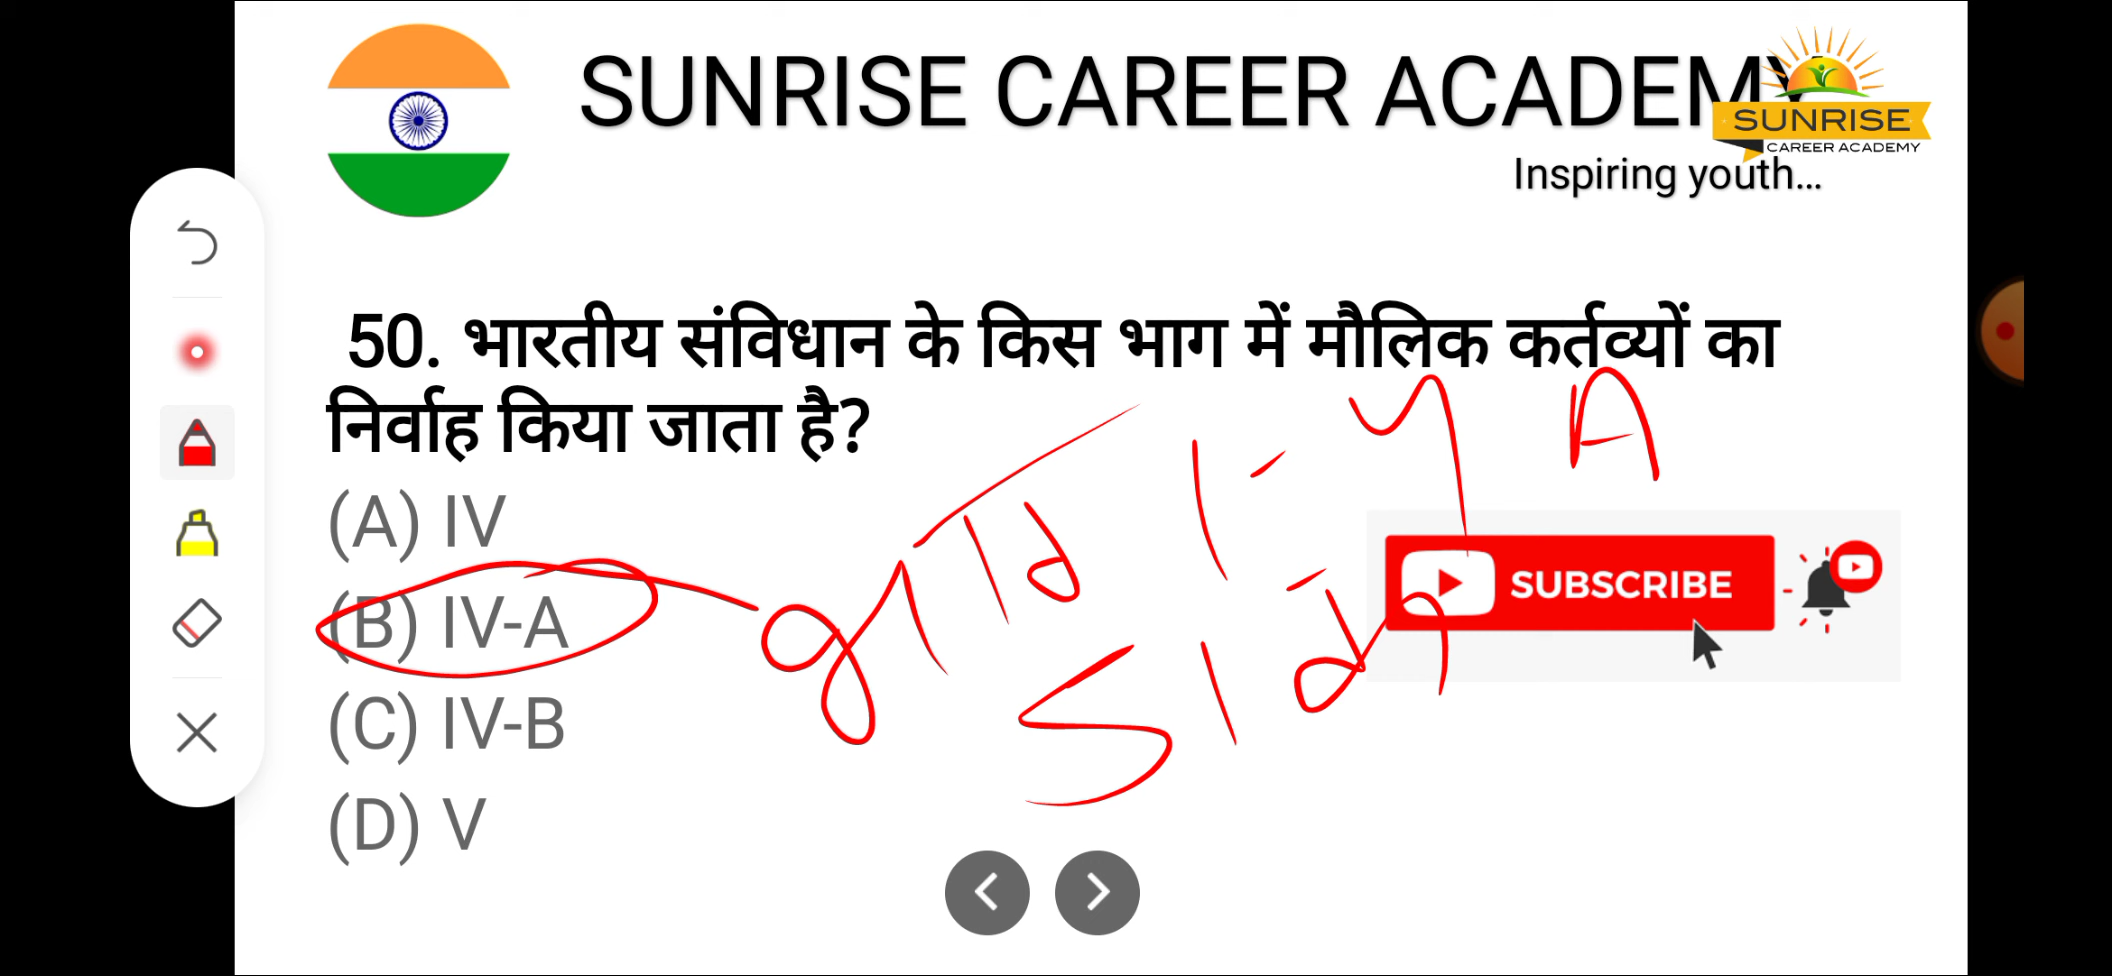 SUNRISE CAREER ACADEMY
SUNRISE
CAREER ACADEMY
Inspiring youth...
50. भारतीय संविधान के किस भाग में मौलिक कर्तव्यों का
निर्वाह किया जाता है?
(A) IV
(B) IV-A
(C) IV-B
(D) V
SUBSCRIBE